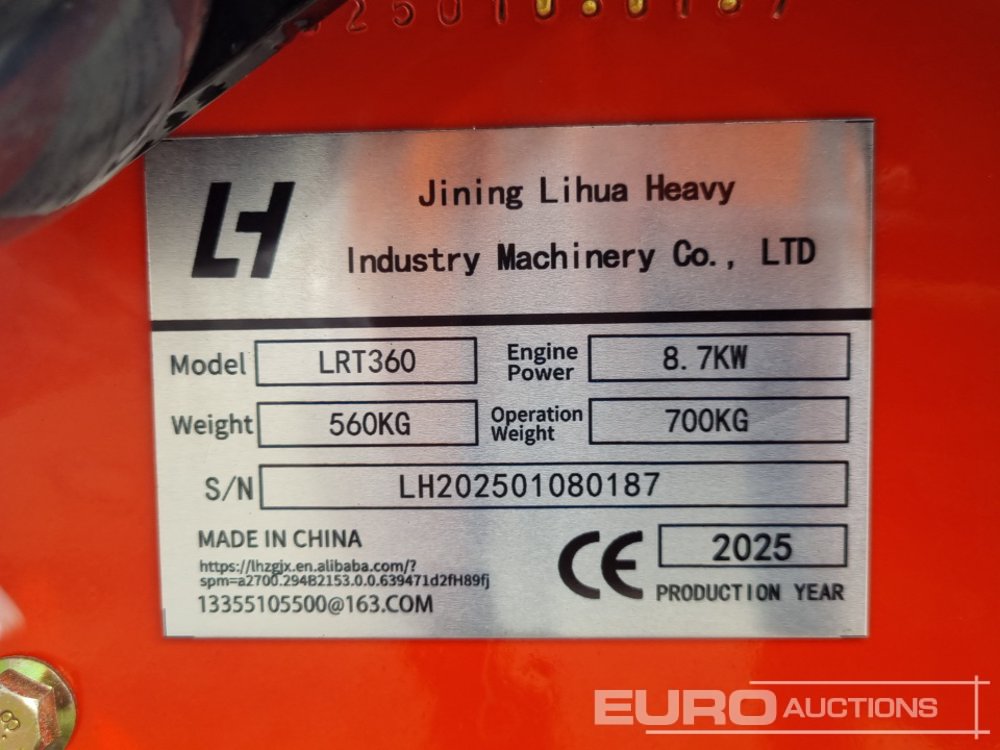 LH
Jining Lihua Heavy
Industry Machinery Co., LTD
Model LRT360
Engine Power 8.7KW
Weight 560KG
Operation Weight 700KG
S/N LH202501080187
MADE IN CHINA
https://lhzgjx.en.alibaba.com/?
spm=a2700.29482153.0.0.639471d2fH89fj
13355105500@163.COM
CE
2025
PRODUCTION YEAR
8
EURO AUCTIONS